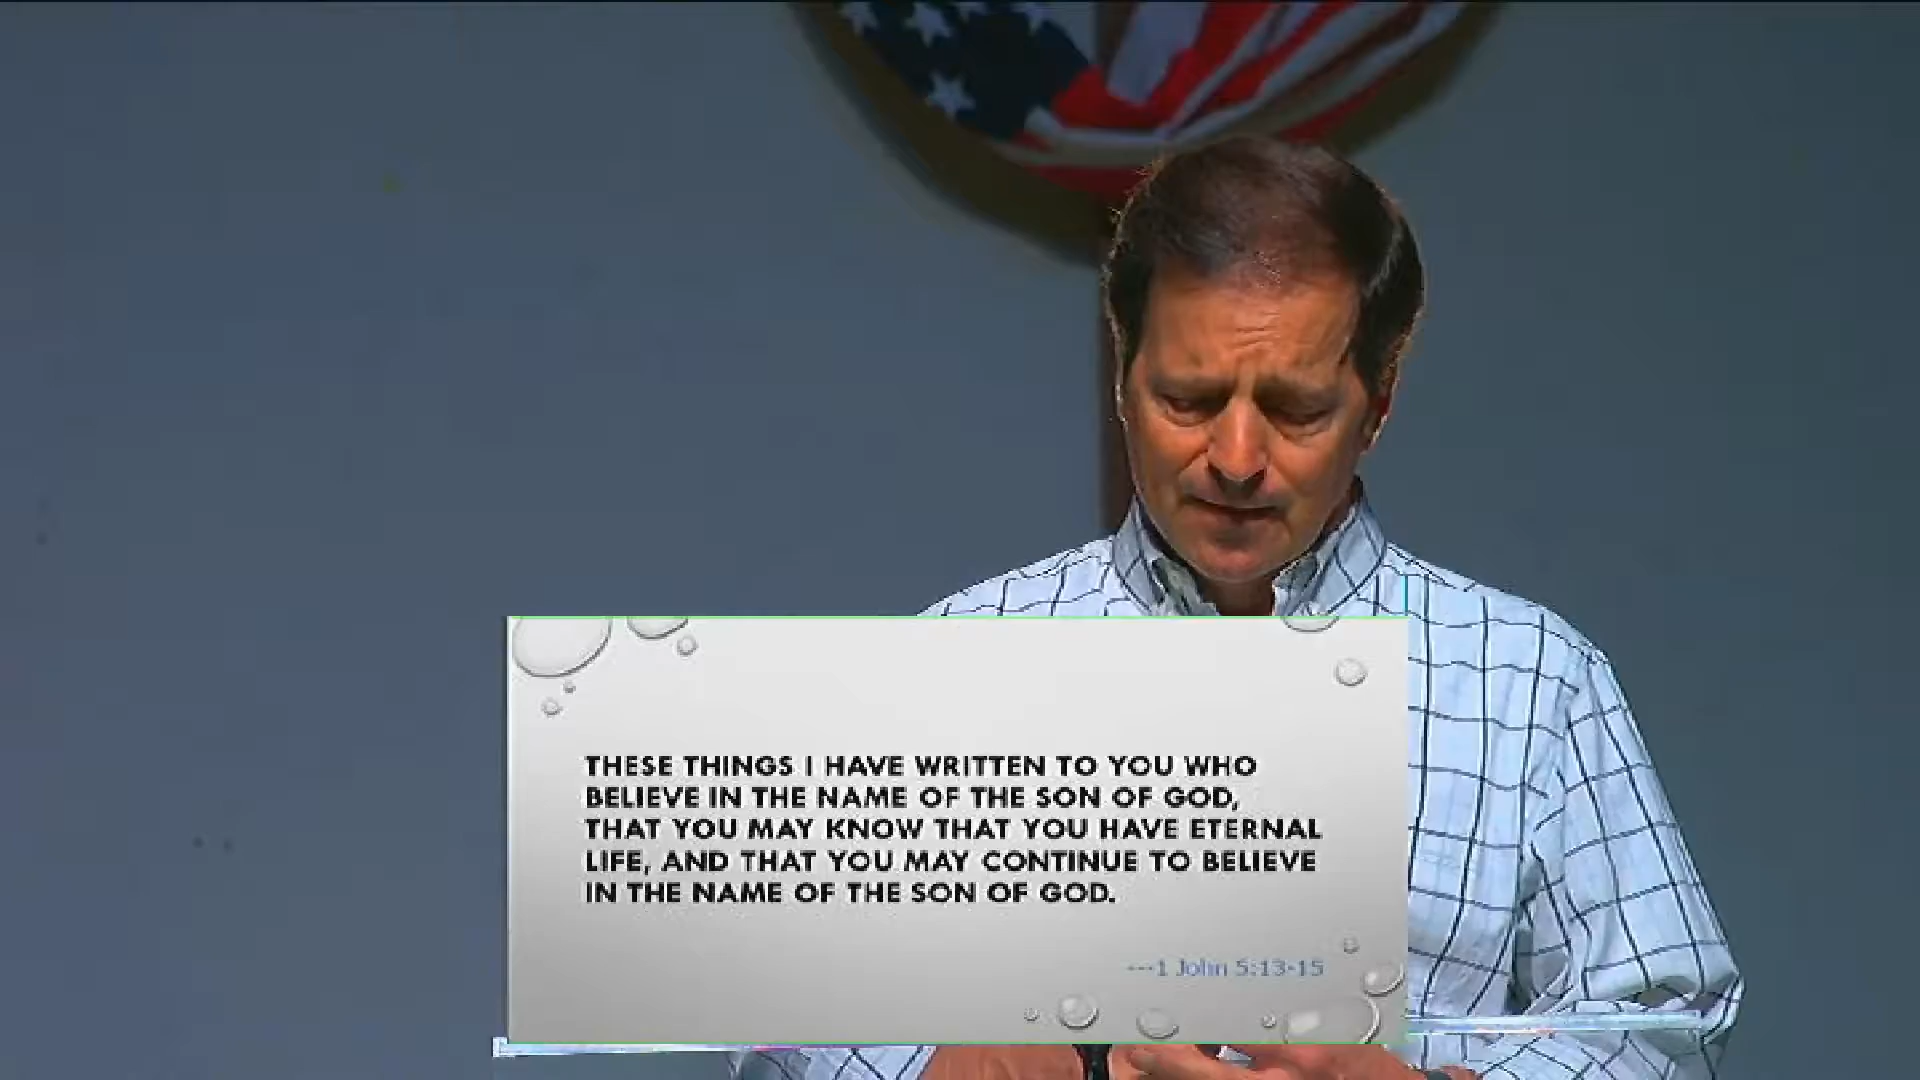 THESE THINGS I HAVE WRITTEN TO YOU WHO
BELIEVE IN THE NAME OF THE SON OF GOD,
THAT YOU MAY KNOW THAT YOU HAVE ETERNAL
LIFE, AND THAT YOU MAY CONTINUE TO BELIEVE
IN THE NAME OF THE SON OF GOD.
---1 John 5:13-15